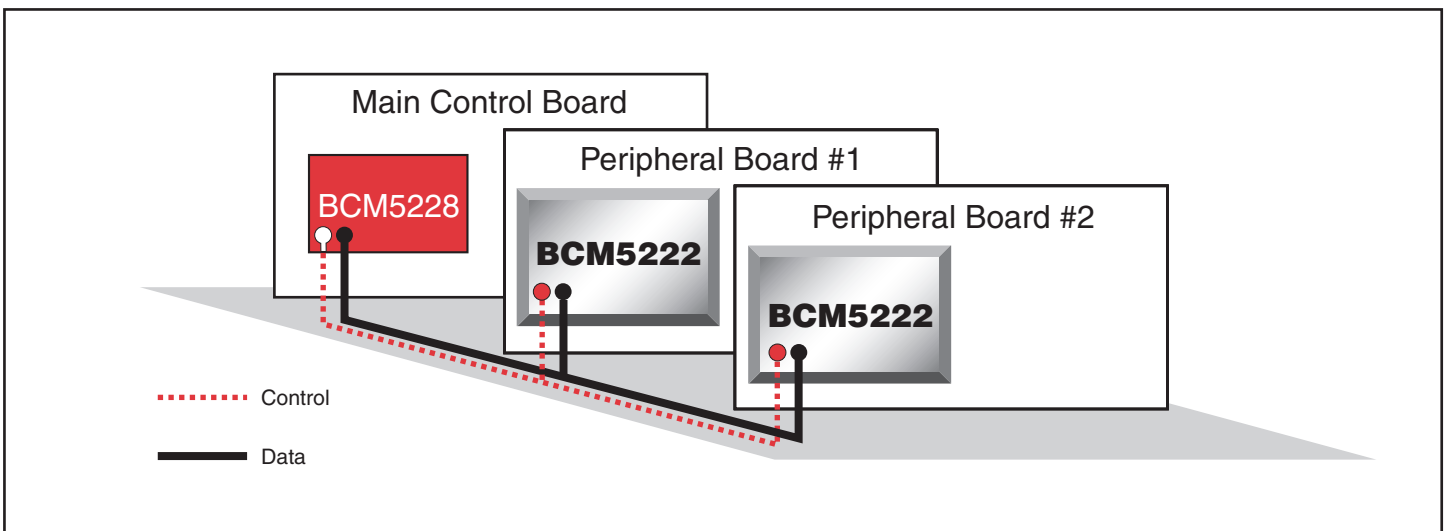 Main Control Board
BCM5228
Peripheral Board #1
BCM5222
Peripheral Board #2
BCM5222
Control
Data